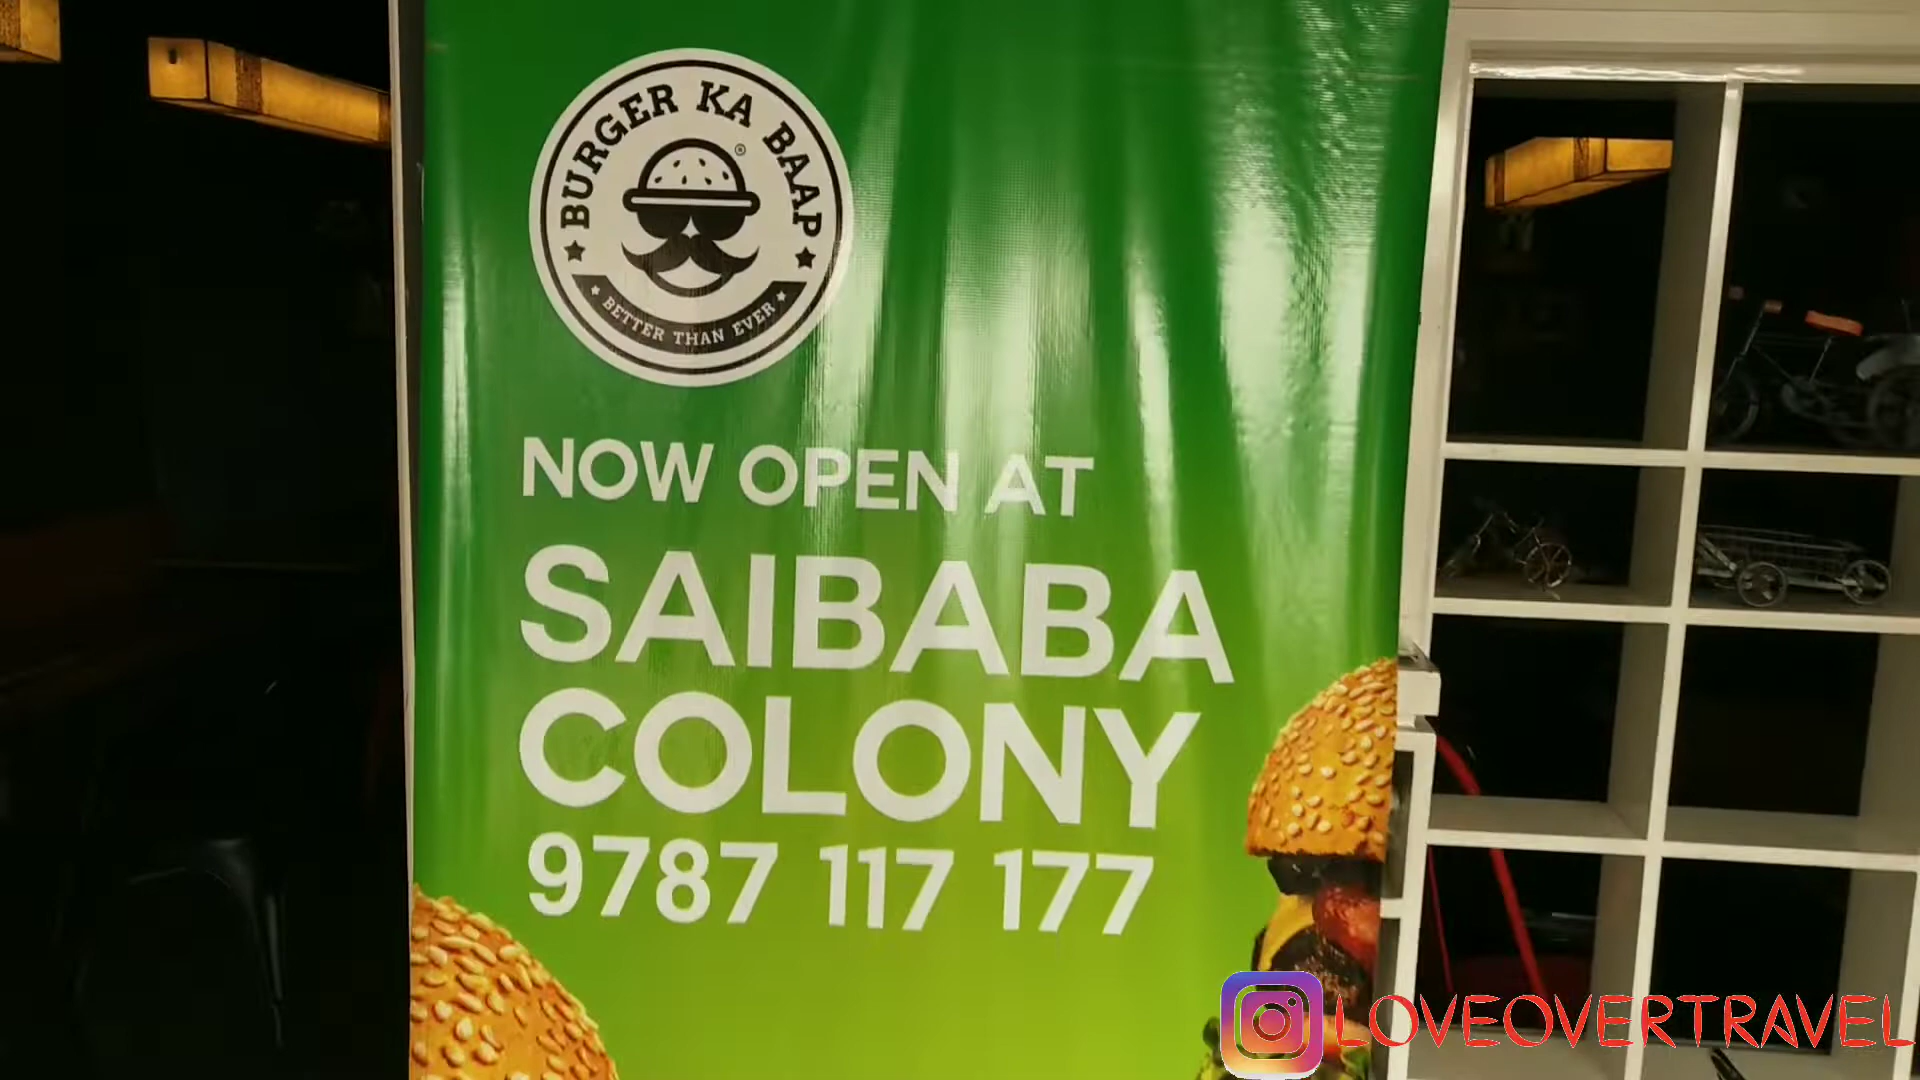 BURGER KA BAAP
®
BETTER THAN EVER
NOW OPEN AT
SAIBABA
COLONY
9787 117 177
LOVEOVERTRAVEL